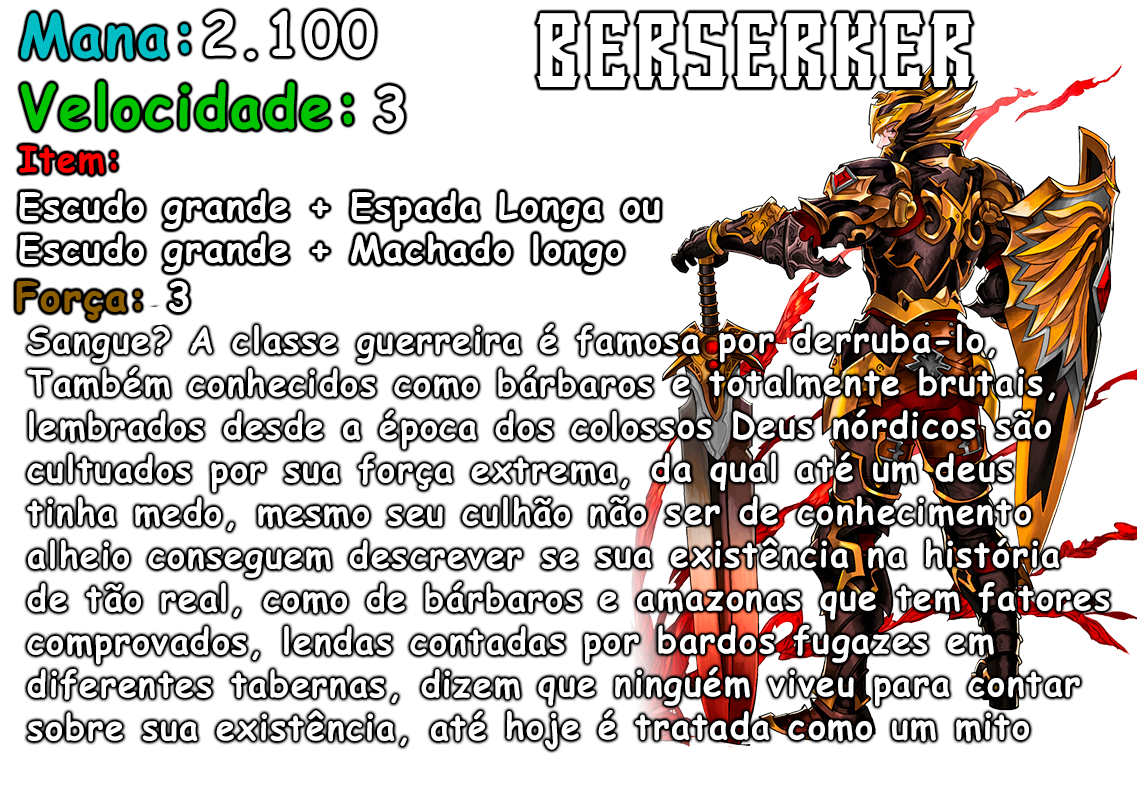 Mana:2.100
BERSERKER
Velocidade: 3
Item:
Escudo grande + Espada Longa ou
Escudo grande + Machado longo
Força: 3
Sangue? A classe guerreira é famosa por derruba-lo,
Também conhecidos como bárbaros e totalmente brutais,
lembrados desde a época dos colossos Deus nórdicos são
cultuados por sua força extrema, da qual até um deus
tinha medo, mesmo seu culhão não ser de conhecimento
alheio conseguem descrever se sua existência na história
de tão real, como de bárbaros e amazonas que tem fatores
comprovados, lendas contadas por bardos fugazes em
diferentes tabernas, dizem que ninguém viveu para contar
sobre sua existência, até hoje é tratada como um mito